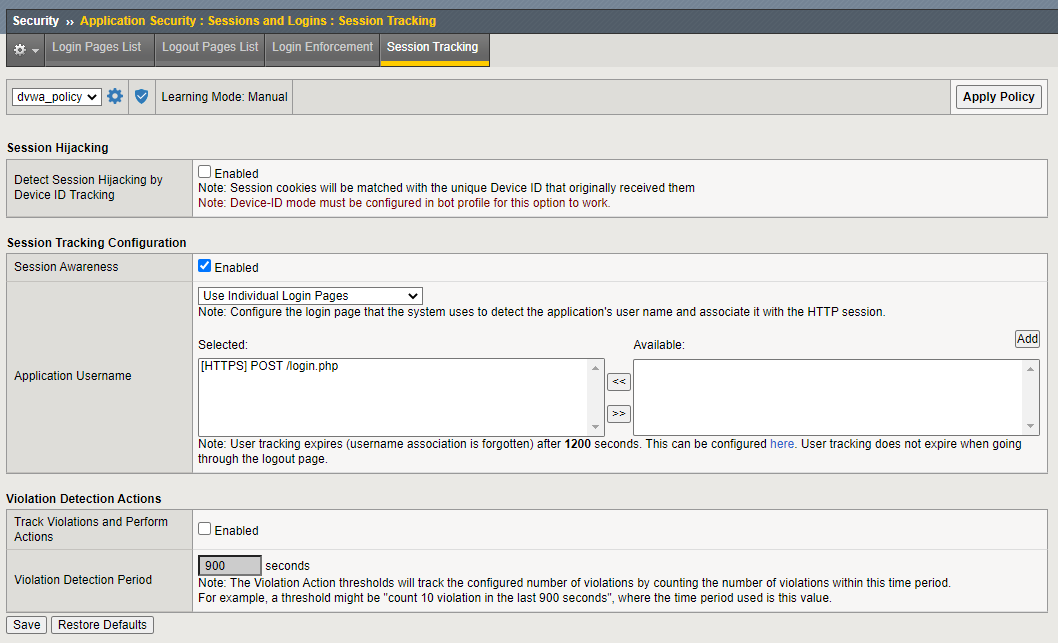 Security ›› Application Security : Sessions and Logins : Session Tracking
Login Pages List
Logout Pages List
Login Enforcement
Session Tracking
dvwa_policy
Learning Mode: Manual
Apply Policy
Session Hijacking
Detect Session Hijacking by
Device ID Tracking
Enabled
Note: Session cookies will be matched with the unique Device ID that originally received them
Note: Device-ID mode must be configured in bot profile for this option to work.
Session Tracking Configuration
Session Awareness
Enabled
Application Username
Use Individual Login Pages
Note: Configure the login page that the system uses to detect the application's user name and associate it with the HTTP session.
Selected:
Available:
Add
[HTTPS] POST /login.php
<<
>>
Note: User tracking expires (username association is forgotten) after 1200 seconds. This can be configured here. User tracking does not expire when going
through the logout page.
Violation Detection Actions
Track Violations and Perform
Actions
Enabled
Violation Detection Period
900 seconds
Note: The Violation Action thresholds will track the configured number of violations by counting the number of violations within this time period.
For example, a threshold might be "count 10 violation in the last 900 seconds", where the time period used is this value.
Save
Restore Defaults